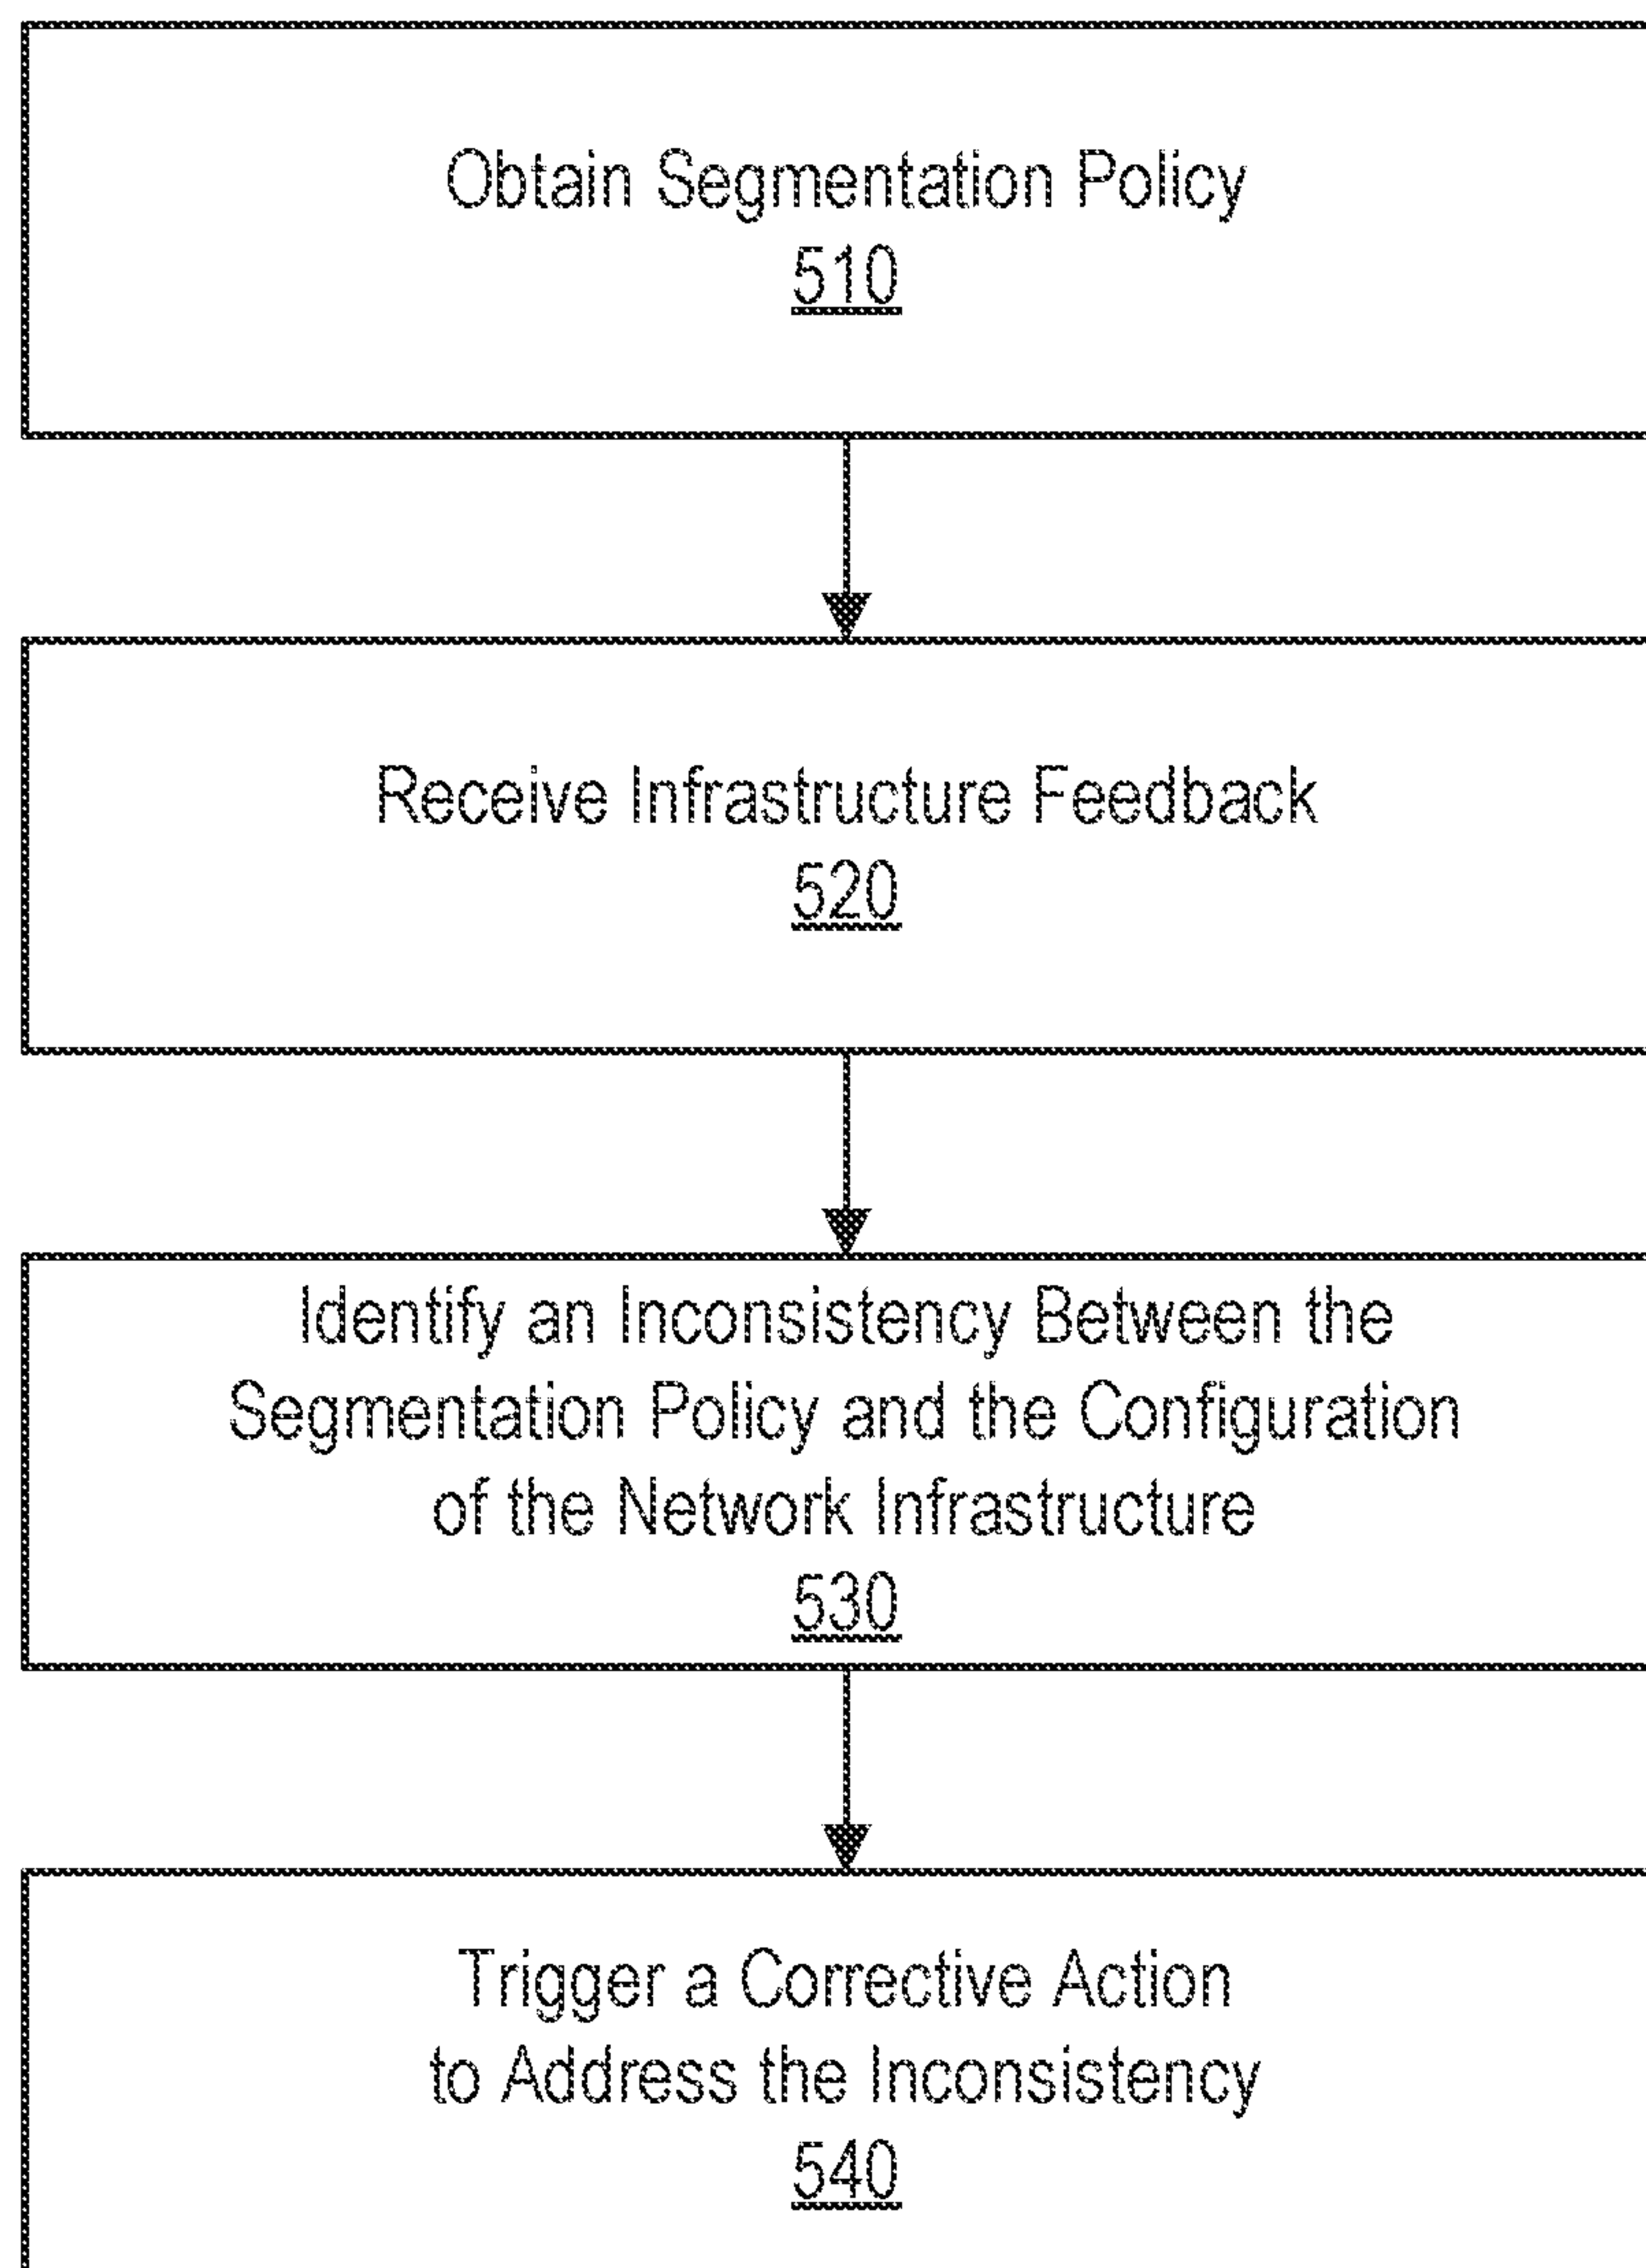 Obtain Segmentation Policy
510
Receive Infrastructure Feedback
520
Identify an Inconsistency Between the
Segmentation Policy and the Configuration
of the Network Infrastructure
530
Trigger a Corrective Action
to Address the Inconsistency
540